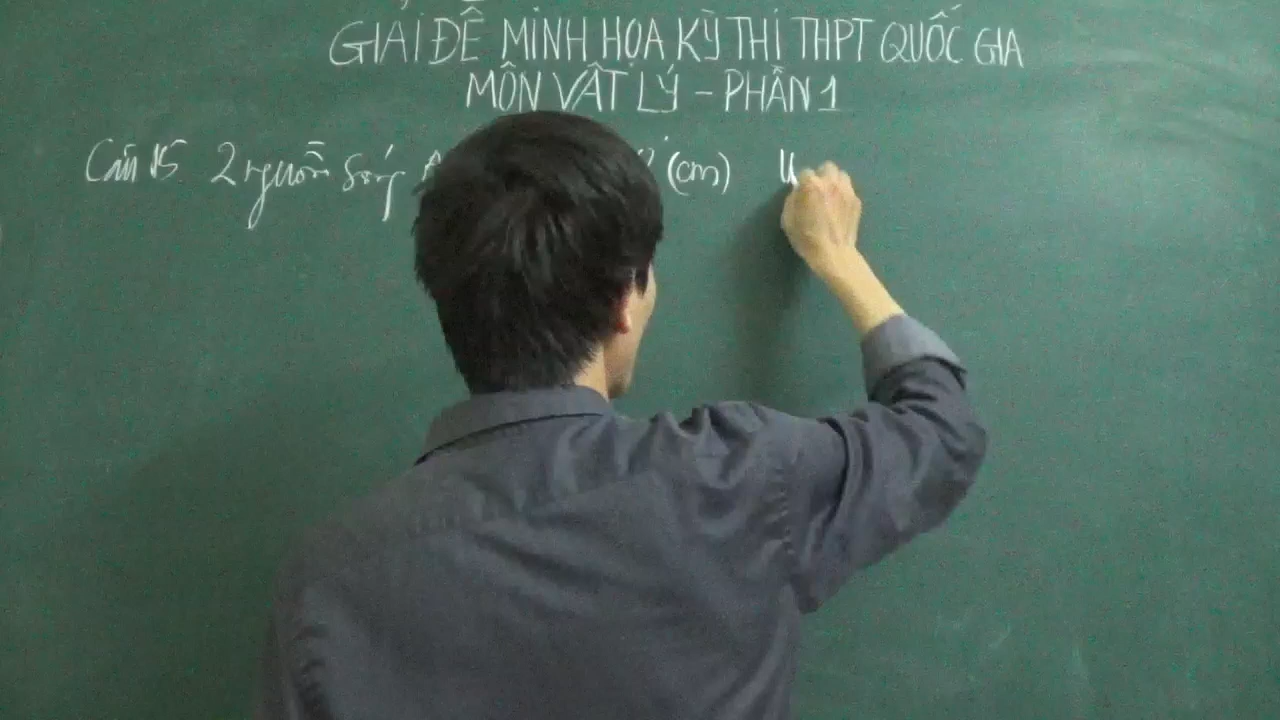 GIẢI ĐỀ MINH HỌA KỲ THI THPT QUỐC GIA
MÔN VẬT LÝ - PHẦN 1
Câu 15 2 nguồn sóng (cm) U